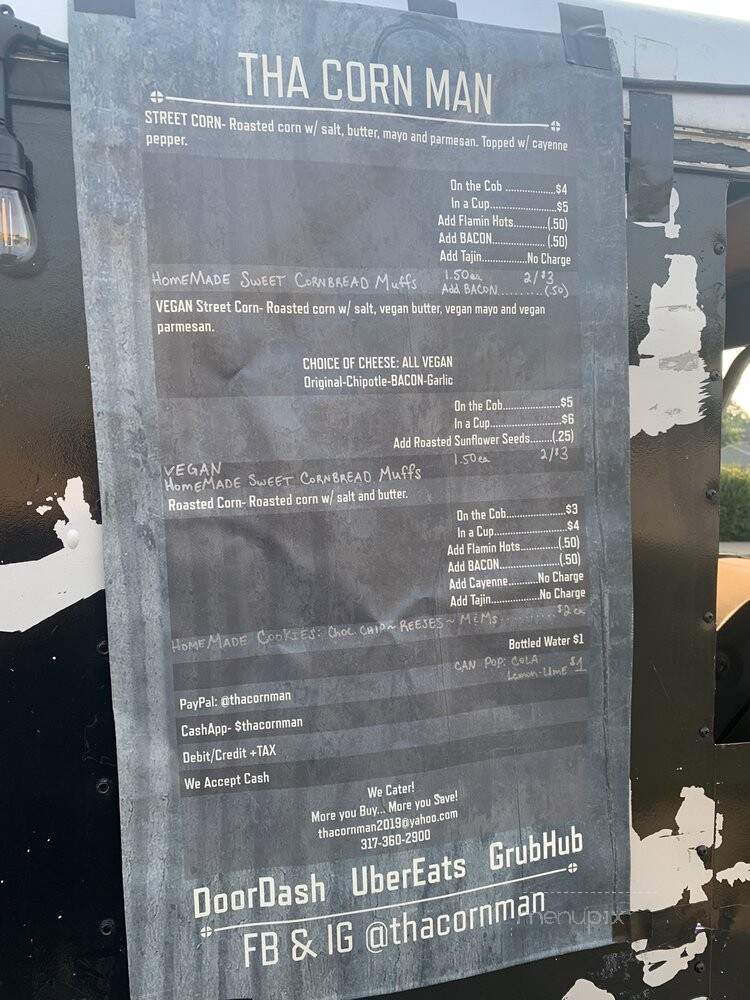 THA CORN MAN
STREET CORN- Roasted corn w/ salt, butter, mayo and parmesan. Topped w/ cayenne
pepper.
On the Cob ..................$4
In a Cup........................$5
Add Flamin Hots............(.50)
Add BACON................... (.50)
Add Tajin.................No Charge
HomeMADE SWEET CORNBREAD Muffs 1.50 ea 2/$3
Add BACON..........(.50)
VEGAN Street Corn- Roasted corn w/ salt, vegan butter, vegan mayo and vegan
parmesan.
CHOICE OF CHEESE: ALL VEGAN
Original-Chipotle-BACON-Garlic
On the Cob.....................$5
In a Cup........................$6
Add Roasted Sunflower Seeds.......(.25)
VEGAN
HomeMADE SWEET CORNBREAD Muffs 1.50 ea 2/$3
Roasted Corn- Roasted corn w/ salt and butter.
On the Cob.....................$3
In a Cup........................$4
Add Flamin Hots.............(.50)
Add BACON....................(.50)
Add Cayenne..........No Charge
Add Tajin.................No Charge
HOMEMADE COOKIES: CHOC CHIP~REESES~M&Ms..........$2 ea
Bottled Water $1
CAN POP: COLA
Lemon-Lime $1
PayPal: @thacornman
CashApp- $thacornman
Debit/Credit +TAX
We Accept Cash
We Cater!
More you Buy... More you Save!
thacornman2019@yahoo.com
317-360-2900
DoorDash UberEats GrubHub
FB & IG @thacornman
menupix